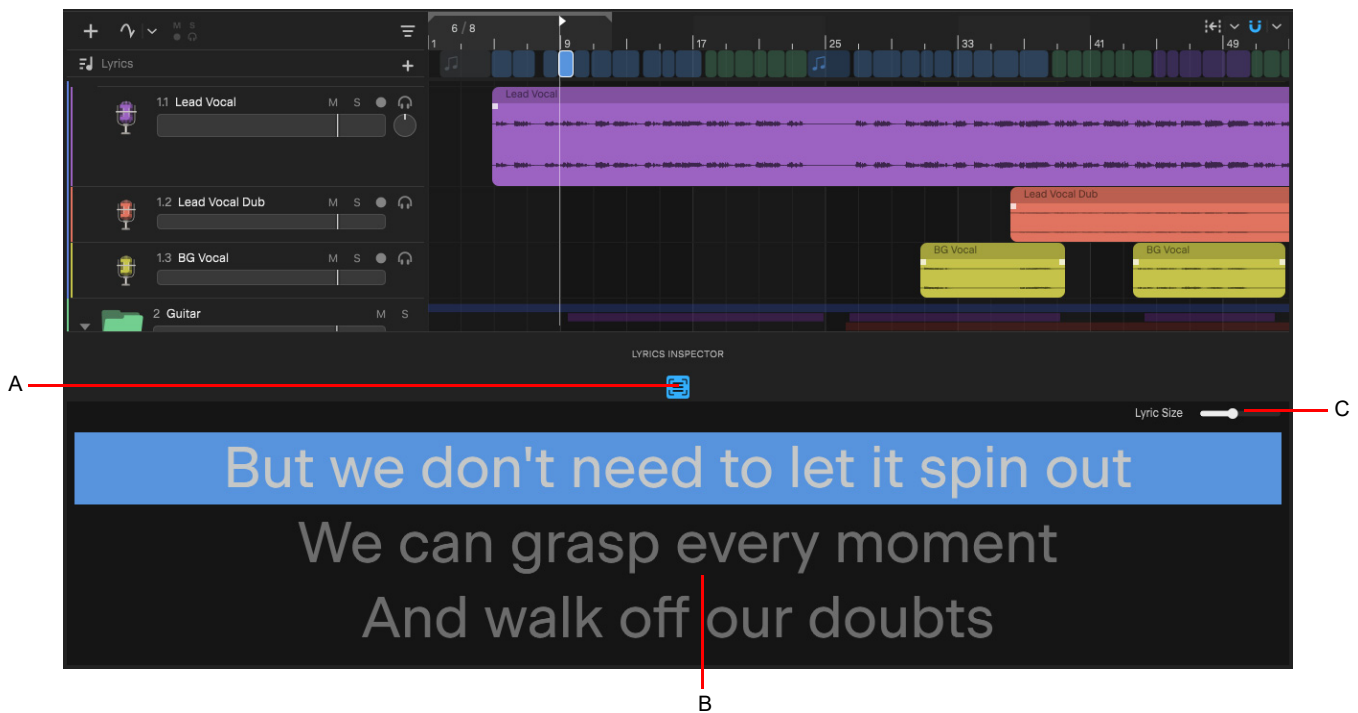 M S
6 / 8
1 9 17 25 33 41 49
Lyrics
Lead Vocal
1.1 Lead Vocal M S
Lead Vocal Dub
1.2 Lead Vocal Dub M S
BG Vocal BG Vocal
1.3 BG Vocal M S
2 Guitar M S
LYRICS INSPECTOR
A
Lyric Size C
But we don't need to let it spin out
We can grasp every moment
And walk off our doubts
B